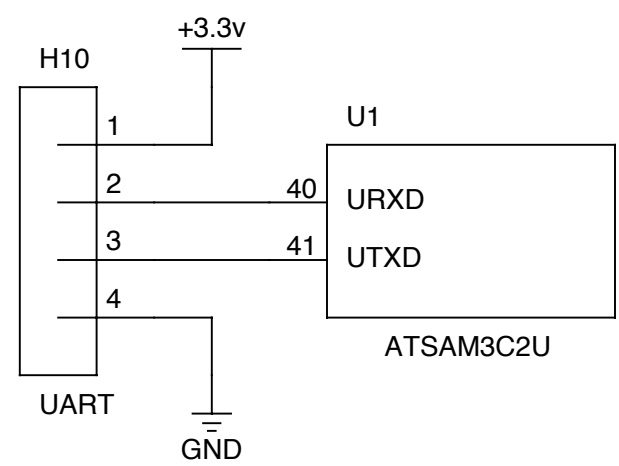 +3.3v
H10
1
U1
2
40
URXD
3
41
UTXD
4
ATSAM3C2U
UART
GND